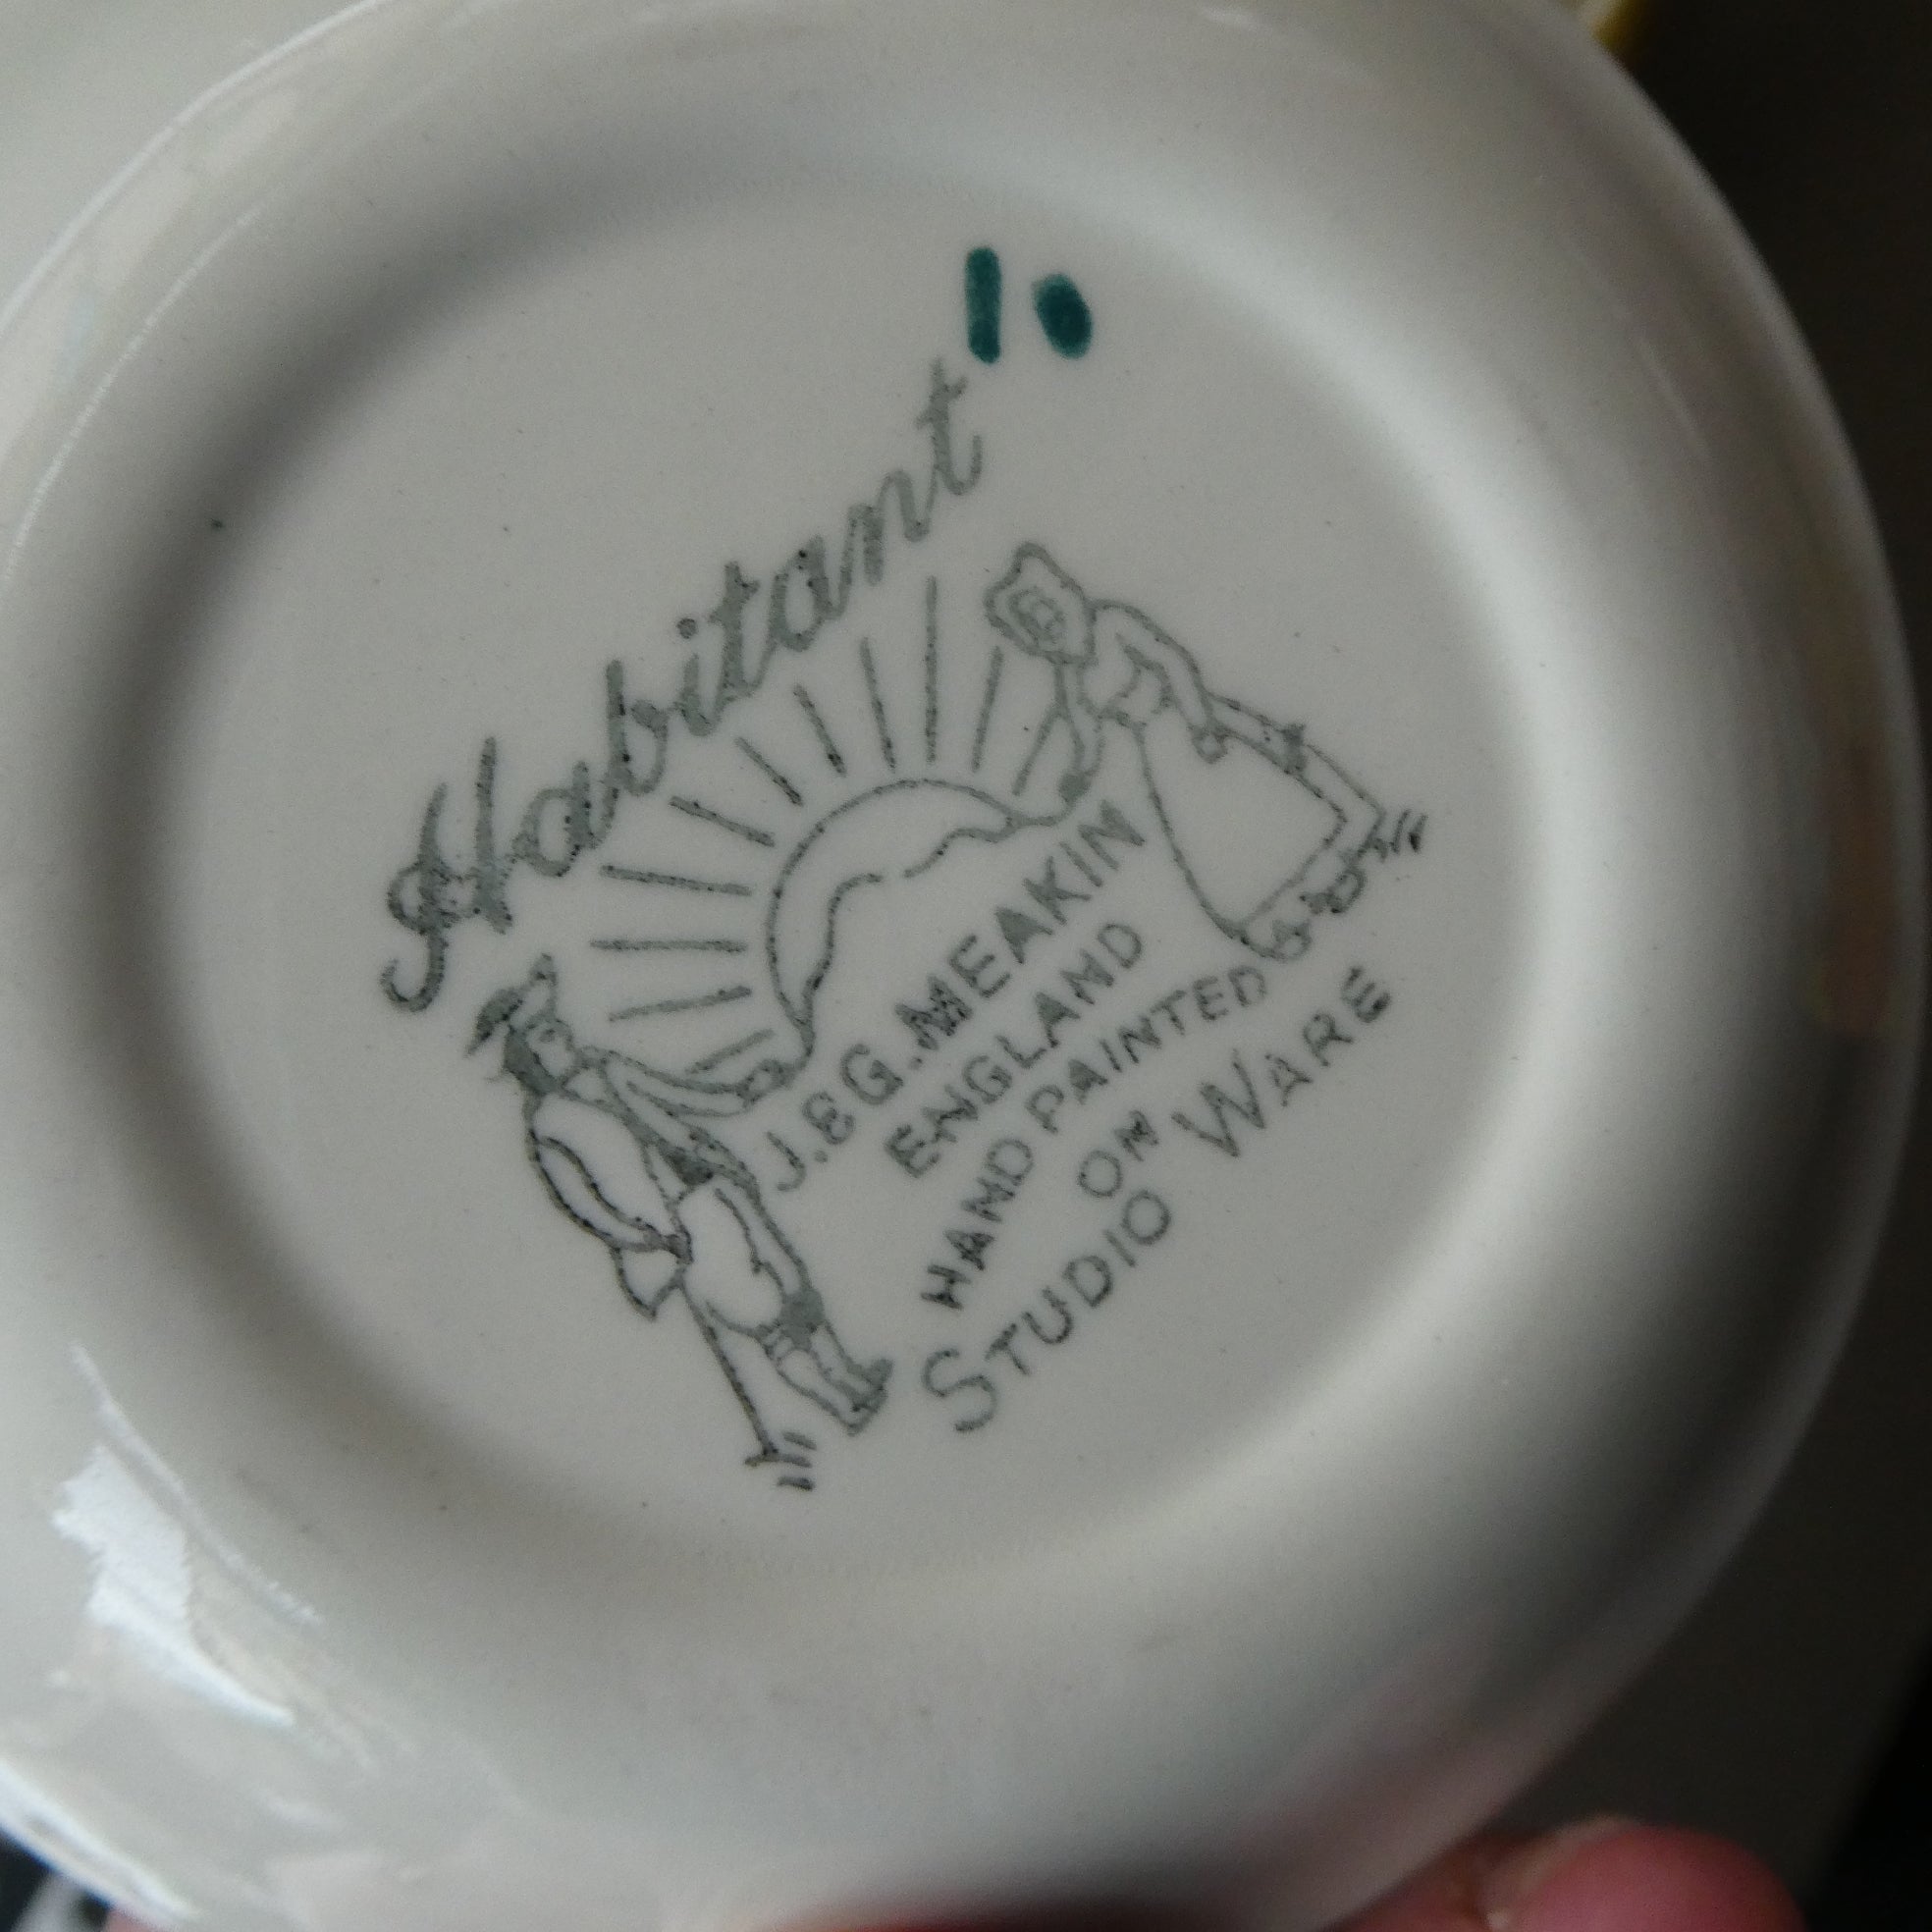 Habitant
J.&G. MEAKIN
ENGLAND
HAND PAINTED
ON
STUDIO WARE